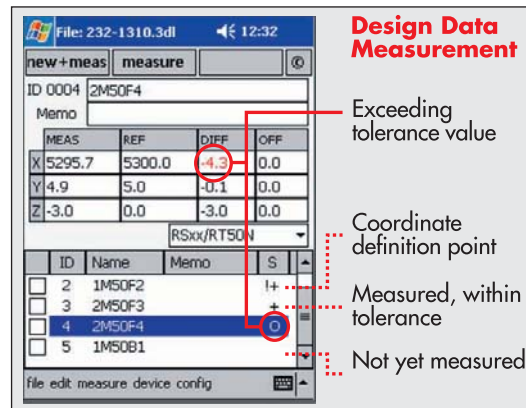 File: 232-1310.3dl 12:32
new+meas measure ©
ID 0004 2M50F4
Memo
MEAS REF DIFF OFF
X 5295.7 5300.0 -4.3 0.0
Y 4.9 5.0 -0.1 0.0
Z -3.0 0.0 -3.0 0.0
RSxx/RT50N
ID Name Memo S
2 1M50F2 !+
3 2M50F3 +
4 2M50F4 O
5 1M50B1
file edit measure device config
Design Data
Measurement
Exceeding
tolerance value
Coordinate
definition point
Measured, within
tolerance
Not yet measured